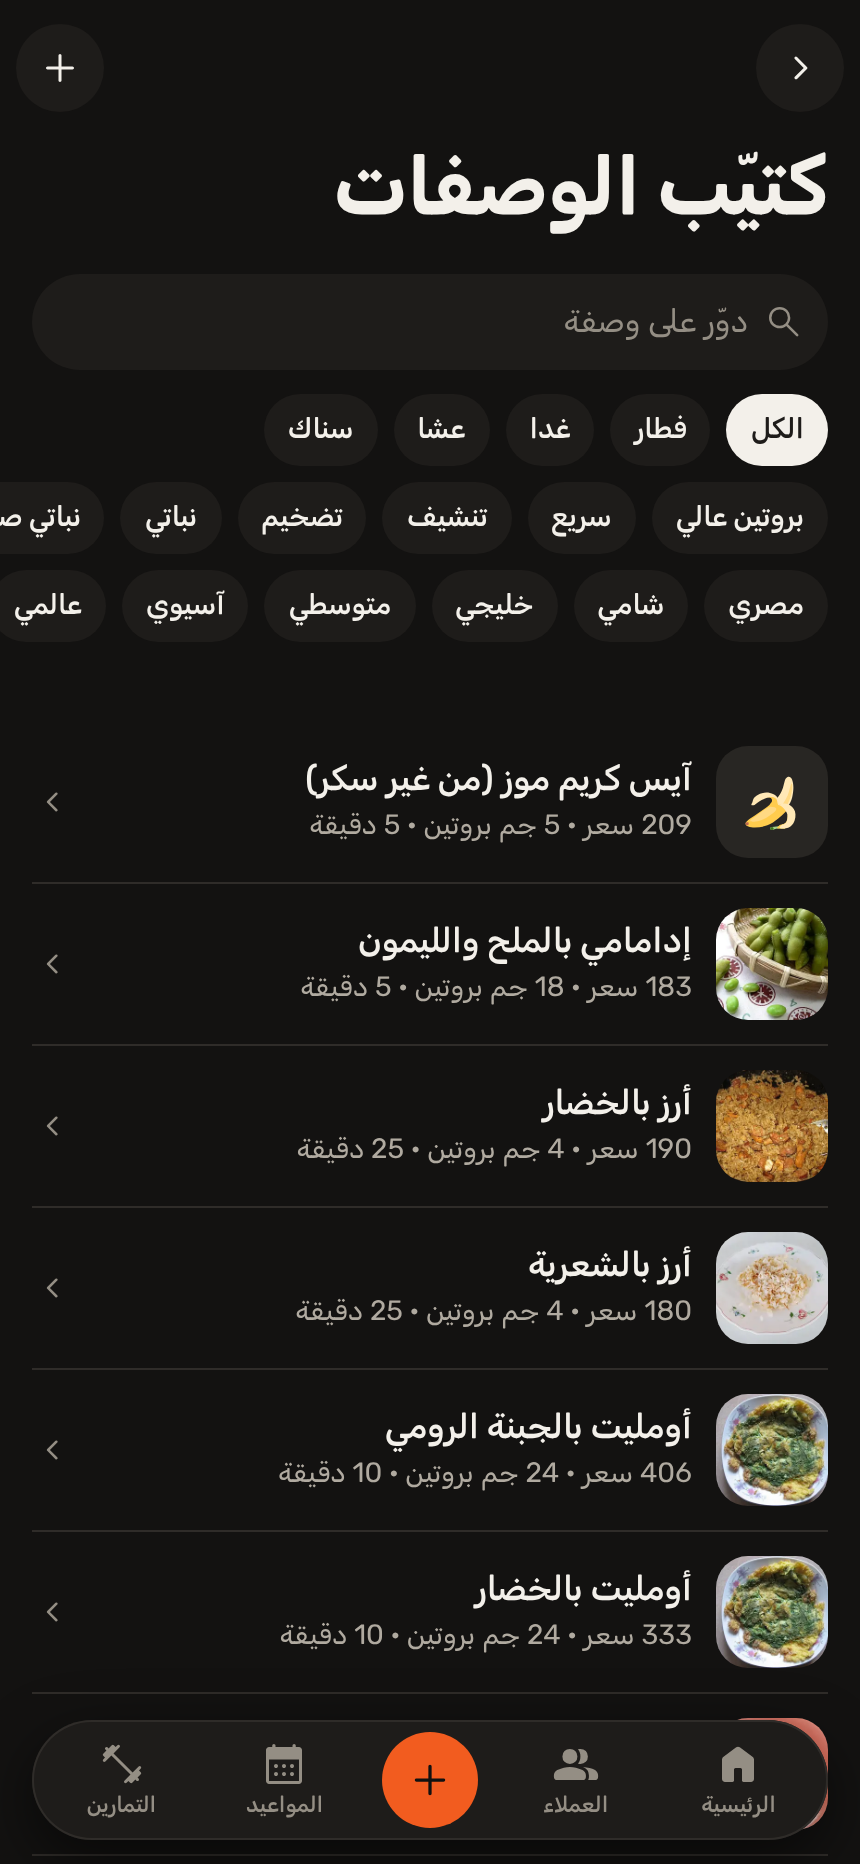 كتيّب الوصفات
دوّر على وصفة
الكل فطار غدا عشا سناك
بروتين عالي سريع تنشيف تضخيم نباتي نباتي
مصري شامي خليجي متوسطي آسيوي عالمي
آيس كريم موز (من غير سكر)
209 سعر • 5 جم بروتين • 5 دقيقة
إدامامي بالملح والليمون
183 سعر • 18 جم بروتين • 5 دقيقة
أرز بالخضار
190 سعر • 4 جم بروتين • 25 دقيقة
أرز بالشعرية
180 سعر • 4 جم بروتين • 25 دقيقة
أومليت بالجبنة الرومي
406 سعر • 24 جم بروتين • 10 دقيقة
أومليت بالخضار
333 سعر • 24 جم بروتين • 10 دقيقة
الرئيسية العملاء المواعيد التمارين